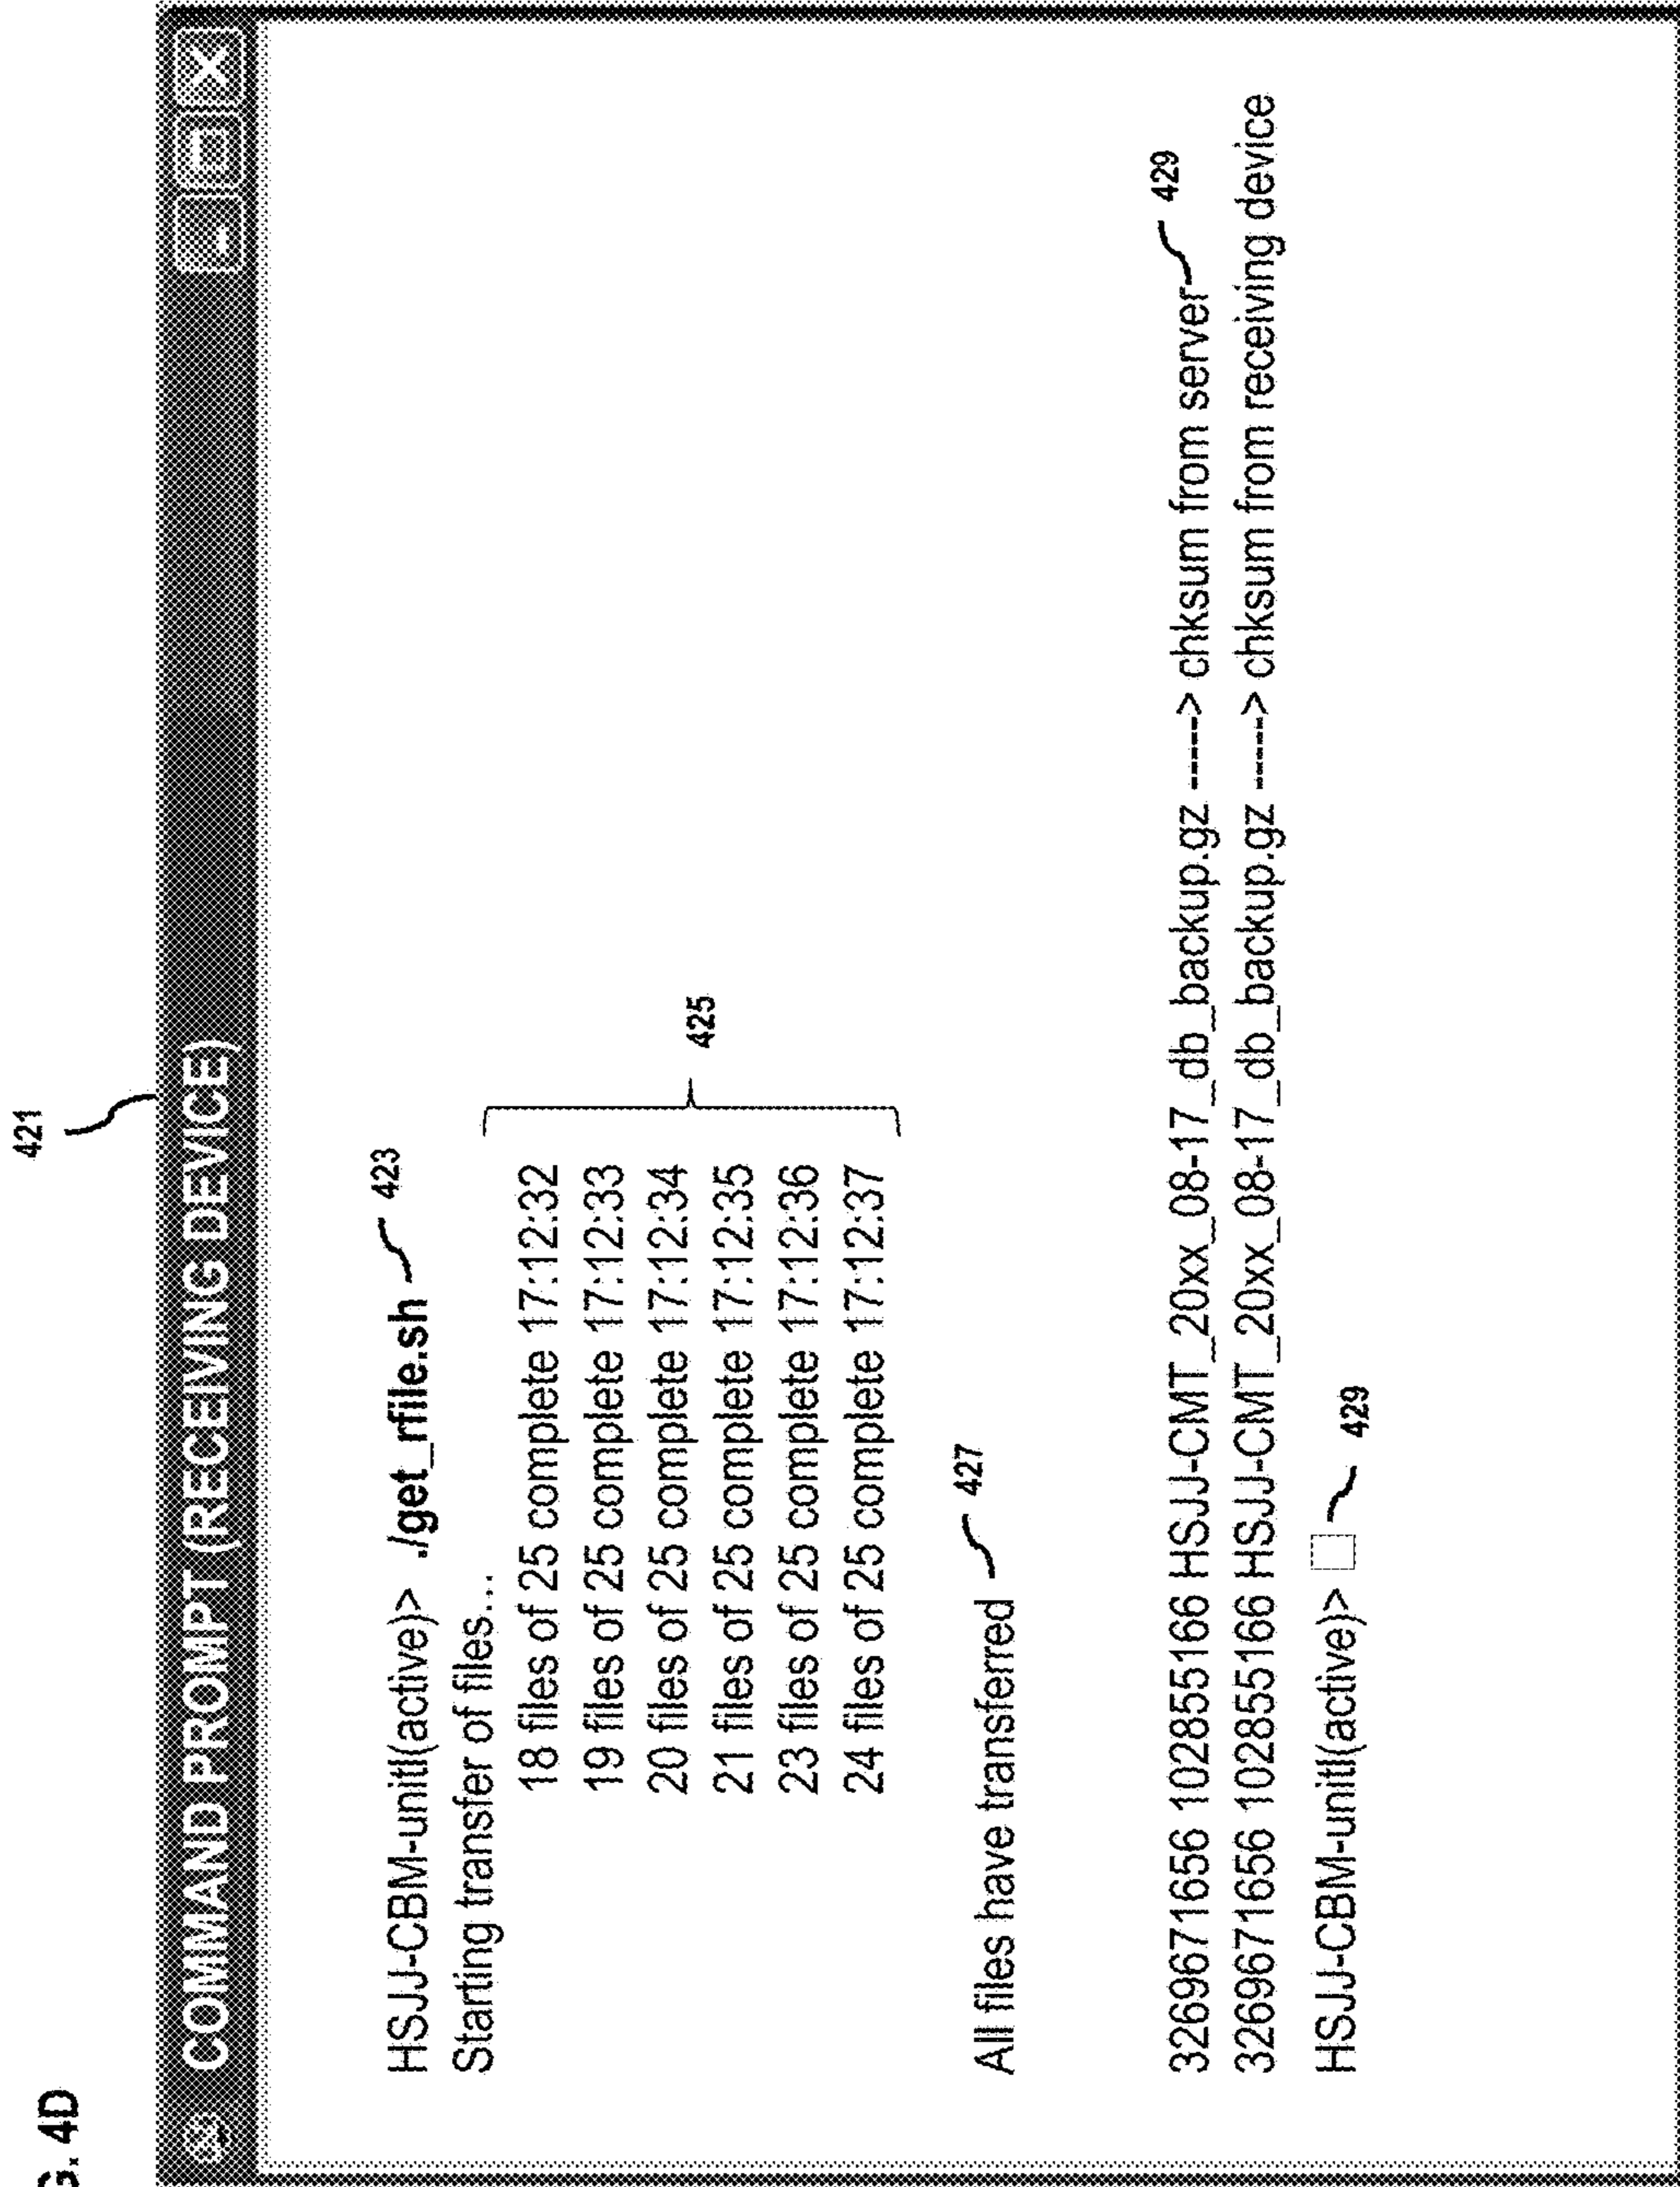 G. 4D
421
COMMAND PROMPT (RECEIVING DEVICE)
HSJJ-CBM-unitI(active)> ./get_rfile.sh 423
Starting transfer of files...
18 files of 25 complete 17:12:32
19 files of 25 complete 17:12:33
20 files of 25 complete 17:12:34
21 files of 25 complete 17:12:35
23 files of 25 complete 17:12:36
24 files of 25 complete 17:12:37
425
All files have transferred 427
3269671656 102855166 HSJJ-CMT_20xx_08-17_db_backup.gz -----> chksum from server 429
3269671656 102855166 HSJJ-CMT_20xx_08-17_db_backup.gz -----> chksum from receiving device
HSJJ-CBM-unitI(active)> 429